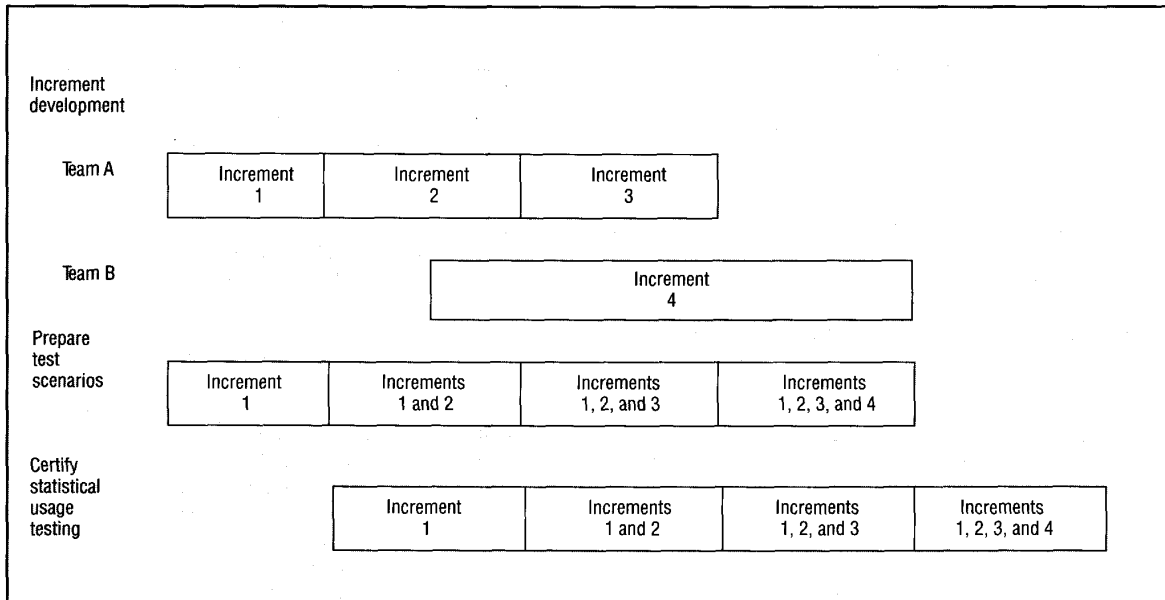 Increment
development
Team A
Increment
1
Increment
2
Increment
3
Team B
Increment
4
Prepare
test
scenarios
Increment
1
Increments
1 and 2
Increments
1, 2, and 3
Increments
1, 2, 3, and 4
Certify
statistical
usage
testing
Increment
1
Increments
1 and 2
Increments
1, 2, and 3
Increments
1, 2, 3, and 4